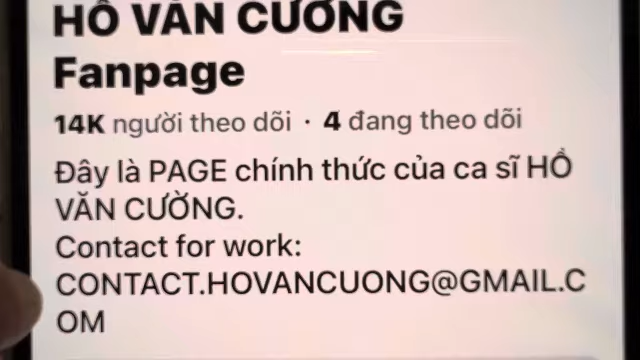 HỒ VĂN CƯỜNG
Fanpage
14K người theo dõi · 4 đang theo dõi
Đây là PAGE chính thức của ca sĩ HỒ
VĂN CƯỜNG.
Contact for work:
CONTACT.HOVANCUONG@GMAIL.C
OM